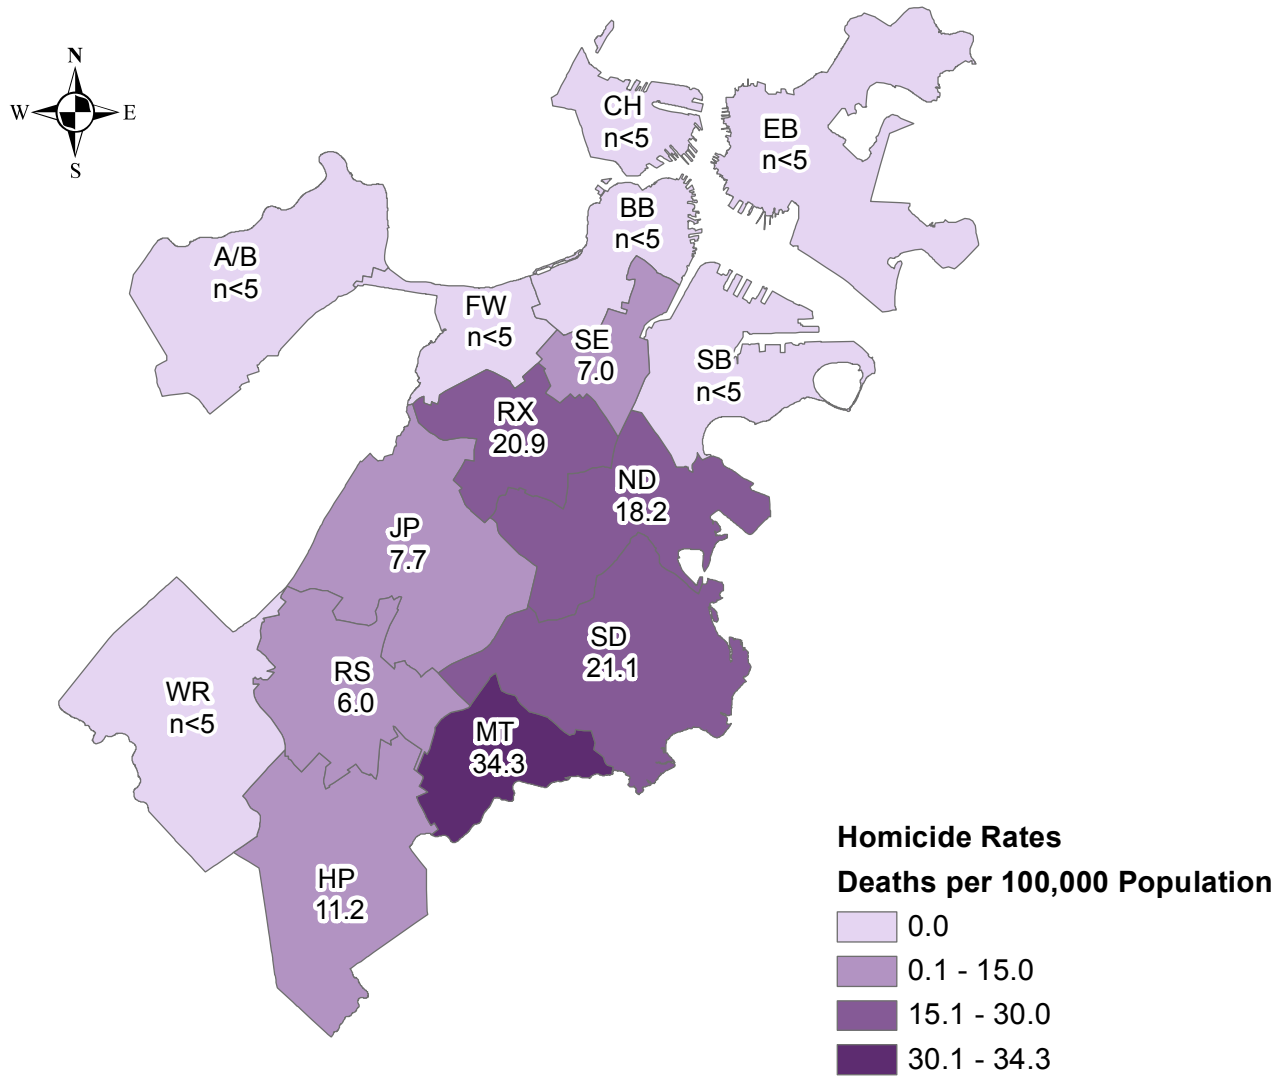 N
W E
S
CH
n<5
EB
n<5
BB
n<5
A/B
n<5
FW
n<5
SE
7.0
SB
n<5
RX
20.9
ND
18.2
JP
7.7
SD
21.1
RS
6.0
WR
n<5
MT
34.3
HP
11.2
Homicide Rates
Deaths per 100,000 Population
0.0
0.1 - 15.0
15.1 - 30.0
30.1 - 34.3